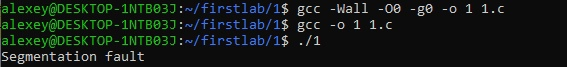 alexey@DESKTOP-1NTB03J:~/firstlab/1$ gcc -Wall -O0 -g0 -o 1 1.c
alexey@DESKTOP-1NTB03J:~/firstlab/1$ gcc -o 1 1.c
alexey@DESKTOP-1NTB03J:~/firstlab/1$ ./1
Segmentation fault